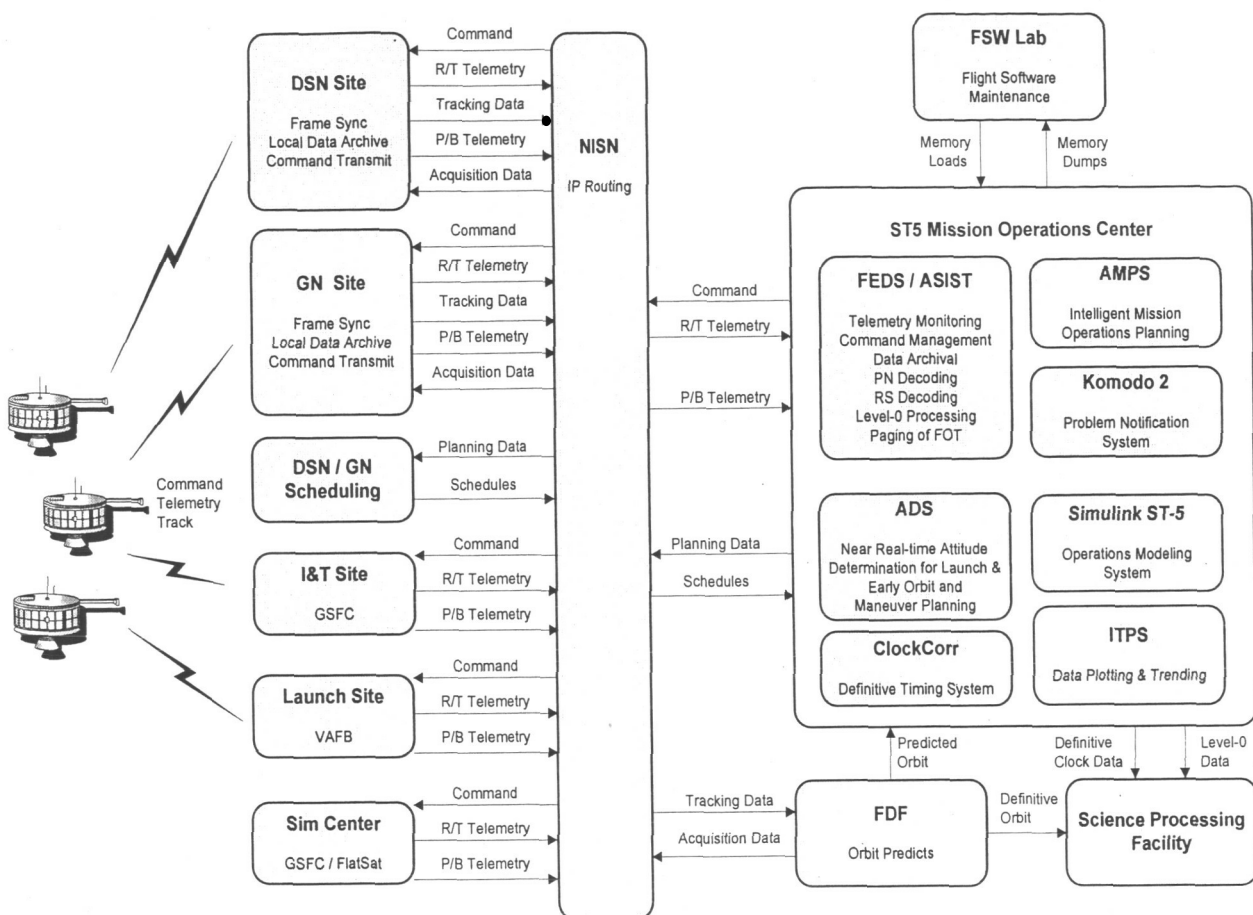 Command
R/T Telemetry
Tracking Data
P/B Telemetry
Acquisition Data
DSN Site
Frame Sync
Local Data Archive
Command Transmit
Command
R/T Telemetry
Tracking Data
P/B Telemetry
Acquisition Data
GN Site
Frame Sync
Local Data Archive
Command Transmit
DSN / GN
Scheduling
Planning Data
Schedules
Command
Telemetry
Track
I&T Site
GSFC
Command
R/T Telemetry
P/B Telemetry
Launch Site
VAFB
Command
R/T Telemetry
P/B Telemetry
Sim Center
GSFC / FlatSat
Command
R/T Telemetry
P/B Telemetry
NISN
IP Routing
Command
R/T Telemetry
P/B Telemetry
Planning Data
Schedules
Tracking Data
Acquisition Data
FSW Lab
Flight Software
Maintenance
Memory
Loads
Memory
Dumps
ST5 Mission Operations Center
FEDS / ASIST
Telemetry Monitoring
Command Management
Data Archival
PN Decoding
RS Decoding
Level-0 Processing
Paging of FOT
AMPS
Intelligent Mission
Operations Planning
Komodo 2
Problem Notification
System
ADS
Near Real-time Attitude
Determination for Launch &
Early Orbit and
Maneuver Planning
Simulink ST-5
Operations Modeling
System
ClockCorr
Definitive Timing System
ITPS
Data Plotting & Trending
Predicted
Orbit
Definitive
Clock Data
Level-0
Data
FDF
Orbit Predicts
Definitive
Orbit
Science Processing
Facility